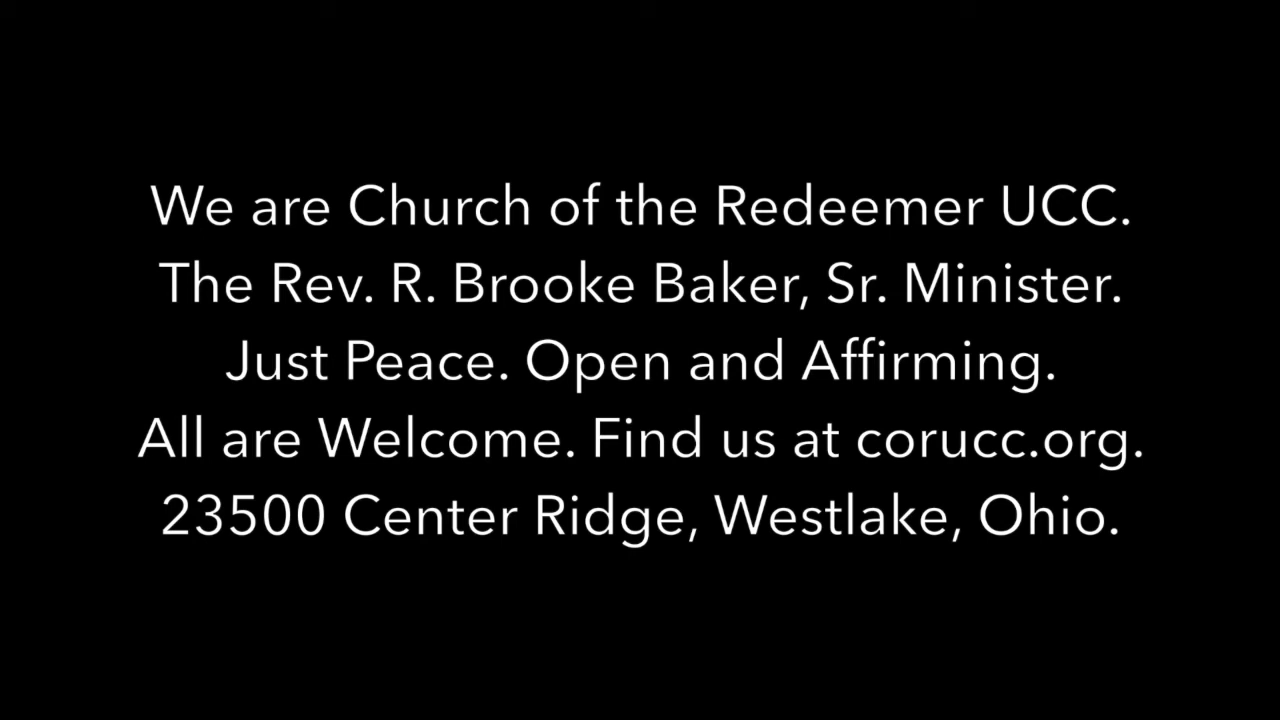 We are Church of the Redeemer UCC.
The Rev. R. Brooke Baker, Sr. Minister.
Just Peace. Open and Affirming.
All are Welcome. Find us at corucc.org.
23500 Center Ridge, Westlake, Ohio.